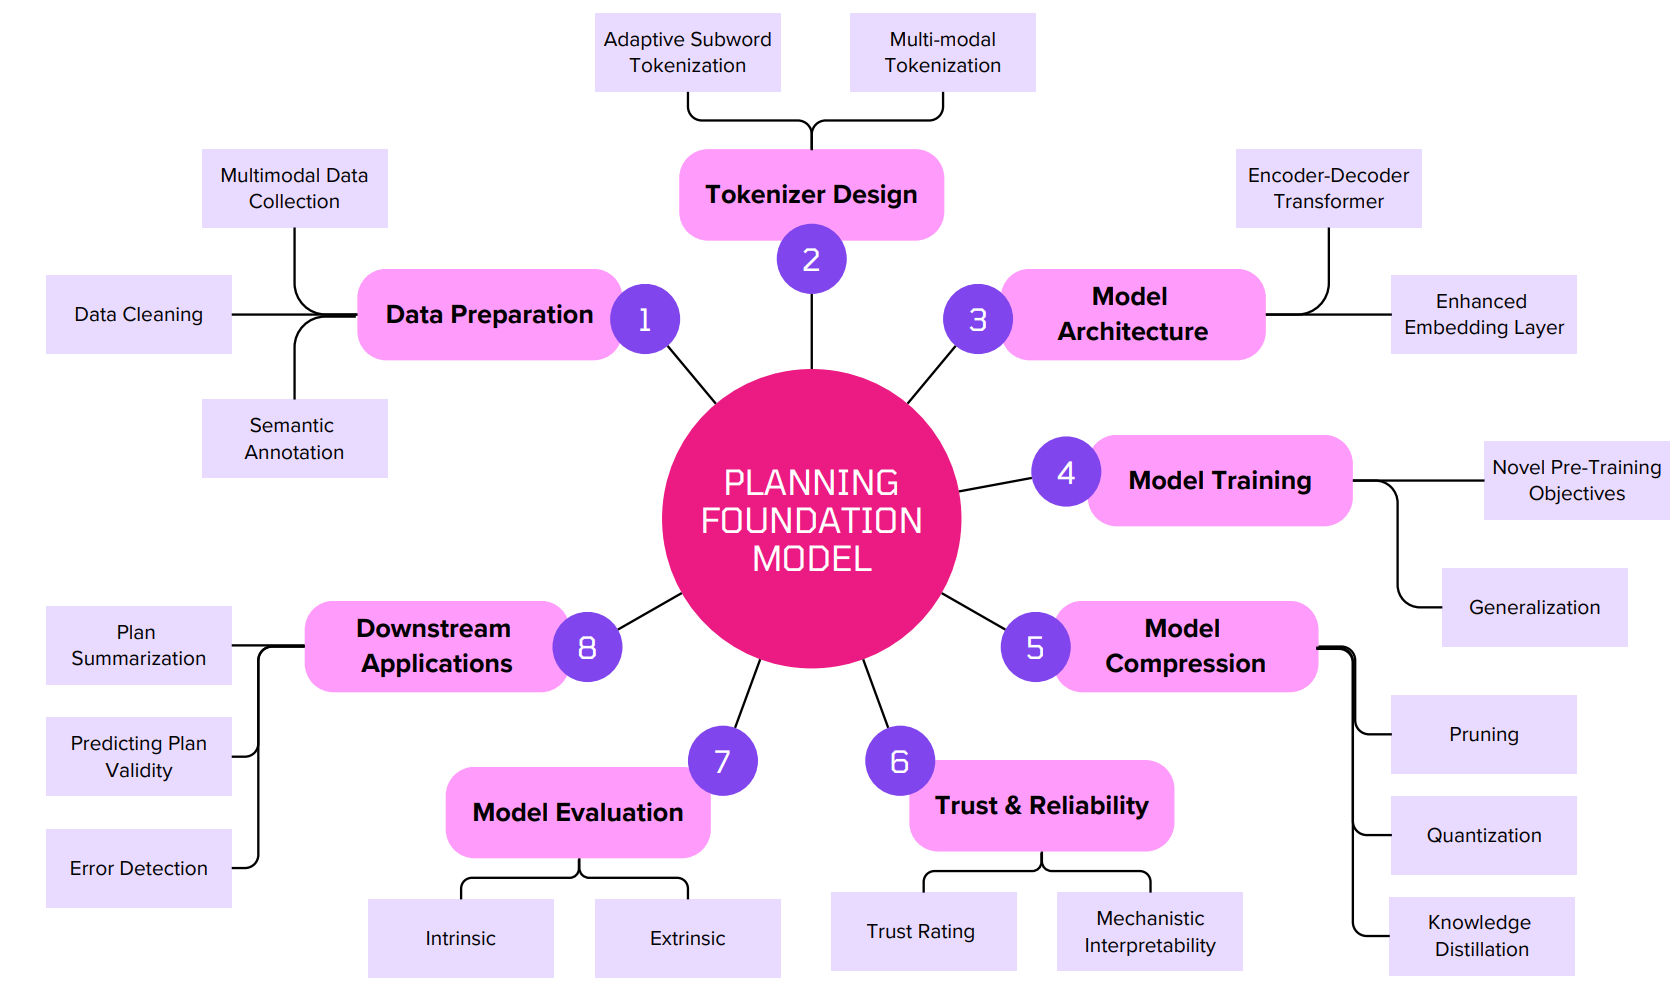 PLANNING
FOUNDATION
MODEL
1
Data Preparation
Multimodal Data
Collection
Data Cleaning
Semantic
Annotation
2
Tokenizer Design
Adaptive Subword
Tokenization
Multi-modal
Tokenization
3
Model
Architecture
Encoder-Decoder
Transformer
Enhanced
Embedding Layer
4
Model Training
Novel Pre-Training
Objectives
Generalization
5
Model
Compression
Pruning
Quantization
Knowledge
Distillation
6
Trust & Reliability
Trust Rating
Mechanistic
Interpretability
7
Model Evaluation
Intrinsic
Extrinsic
8
Downstream
Applications
Plan
Summarization
Predicting Plan
Validity
Error Detection